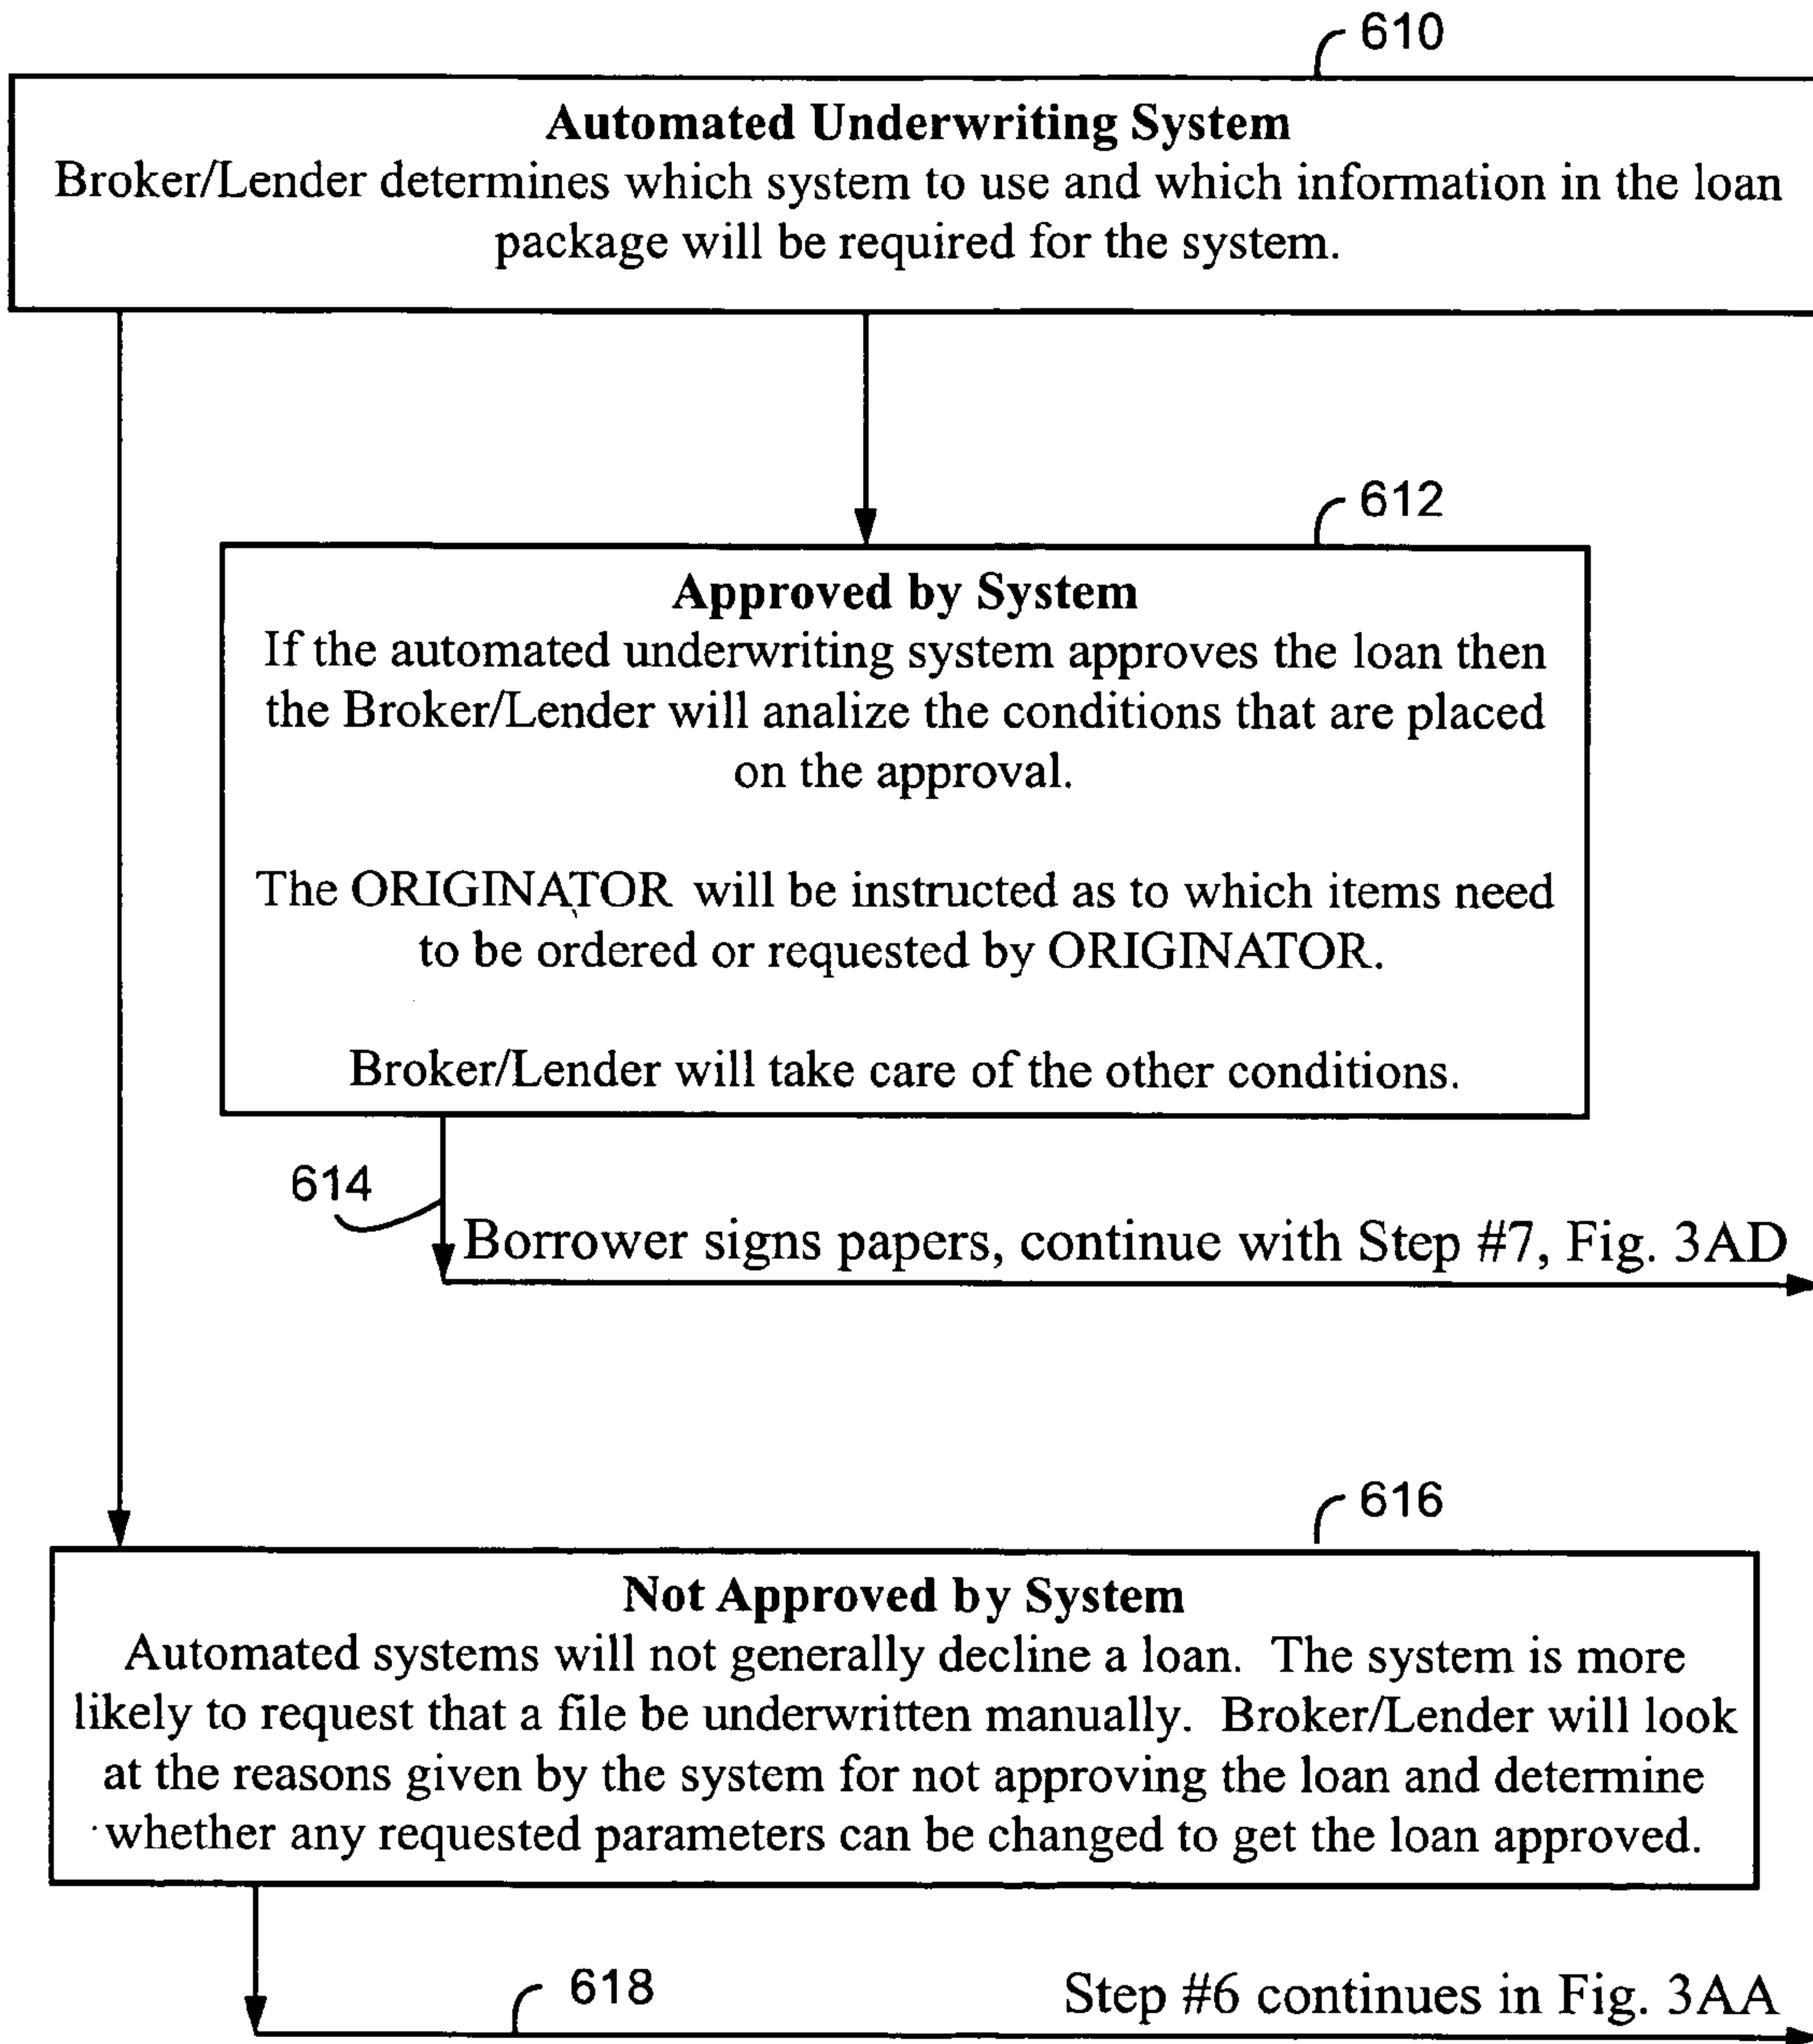 610
Automated Underwriting System
Broker/Lender determines which system to use and which information in the loan
package will be required for the system.
612
Approved by System
If the automated underwriting system approves the loan then
the Broker/Lender will analize the conditions that are placed
on the approval.
The ORIGINATOR will be instructed as to which items need
to be ordered or requested by ORIGINATOR.
Broker/Lender will take care of the other conditions.
614
Borrower signs papers, continue with Step #7, Fig. 3AD
616
Not Approved by System
Automated systems will not generally decline a loan. The system is more
likely to request that a file be underwritten manually. Broker/Lender will look
at the reasons given by the system for not approving the loan and determine
whether any requested parameters can be changed to get the loan approved.
618
Step #6 continues in Fig. 3AA